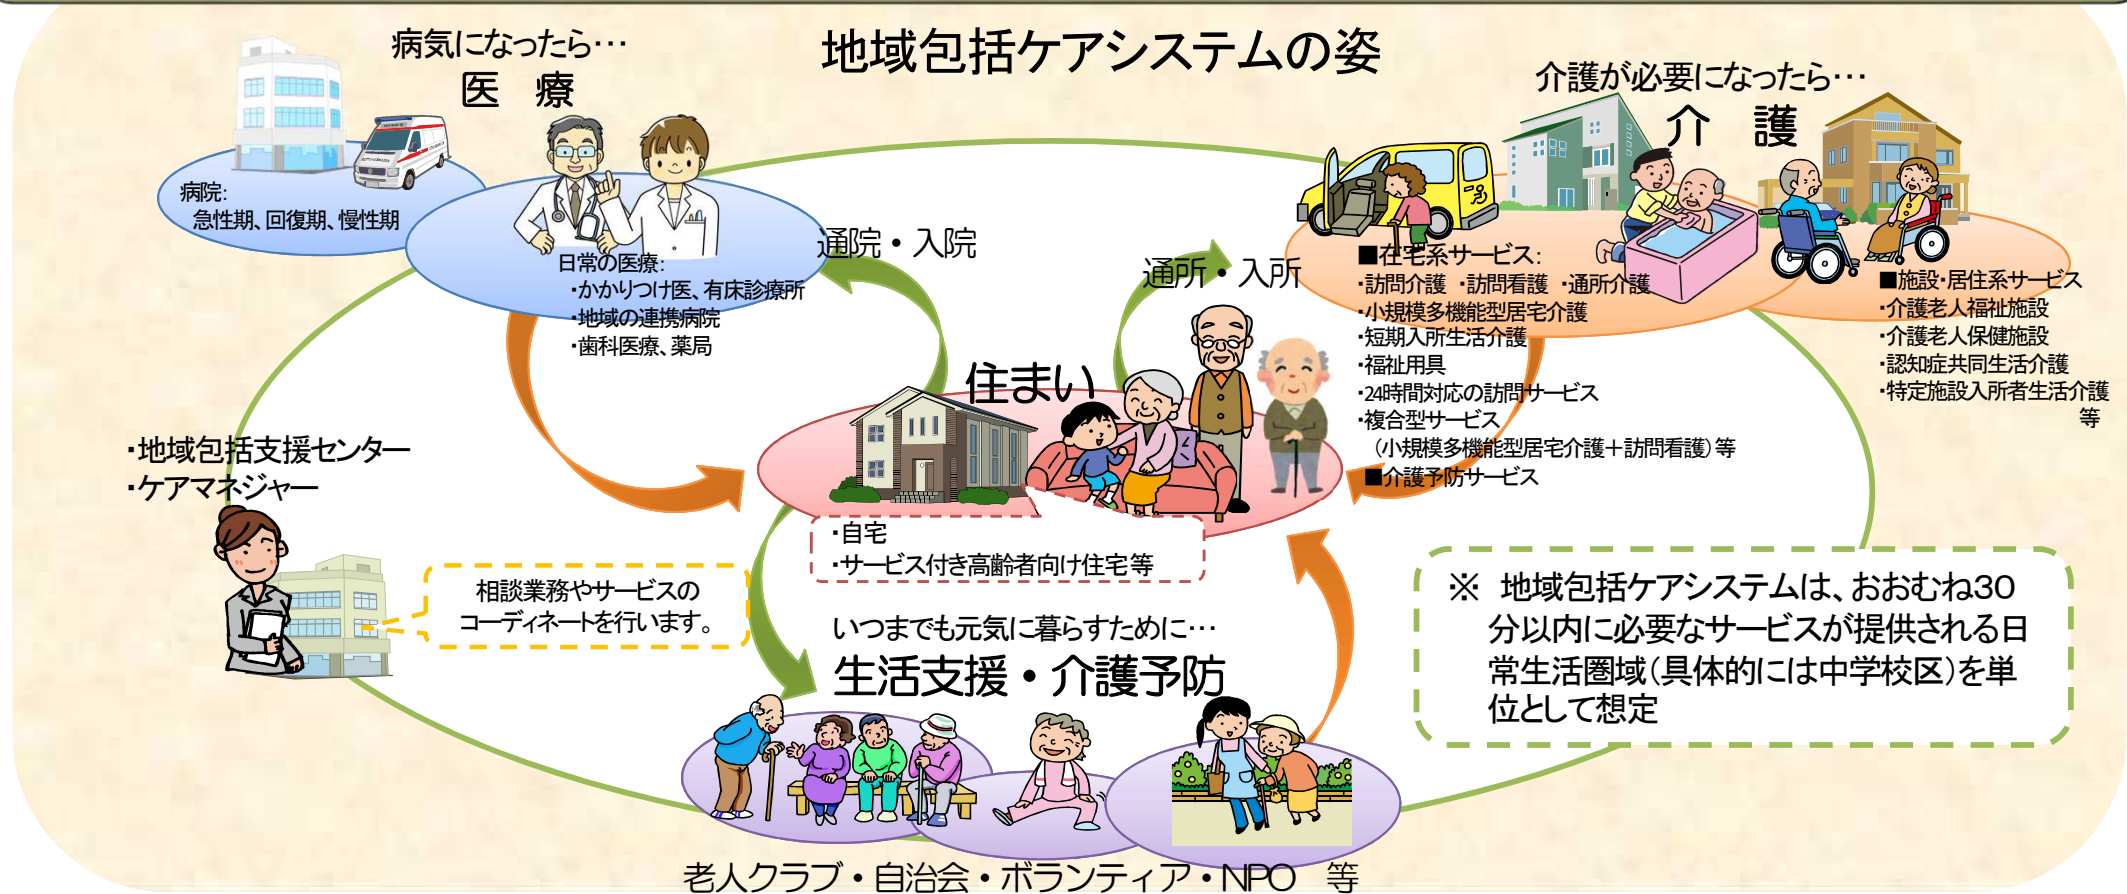 地域包括ケアシステムの姿
病気になったら…
医 療
病院:
急性期、回復期、慢性期
日常の医療:
・かかりつけ医、有床診療所
・地域の連携病院
・歯科医療、薬局
通院・入院
通所・入所
介護が必要になったら…
介 護
■在宅系サービス:
・訪問介護 ・訪問看護 ・通所介護
・小規模多機能型居宅介護
・短期入所生活介護
・福祉用具
・24時間対応の訪問サービス
・複合型サービス
(小規模多機能型居宅介護+訪問看護)等
■介護予防サービス
■施設・居住系サービス
・介護老人福祉施設
・介護老人保健施設
・認知症共同生活介護
・特定施設入所者生活介護
等
住まい
・自宅
・サービス付き高齢者向け住宅等
・地域包括支援センター
・ケアマネジャー
相談業務やサービスの
コーディネートを行います。
いつまでも元気に暮らすために…
生活支援・介護予防
老人クラブ・自治会・ボランティア・NPO 等
※ 地域包括ケアシステムは、おおむね30
分以内に必要なサービスが提供される日
常生活圏域(具体的には中学校区)を単
位として想定